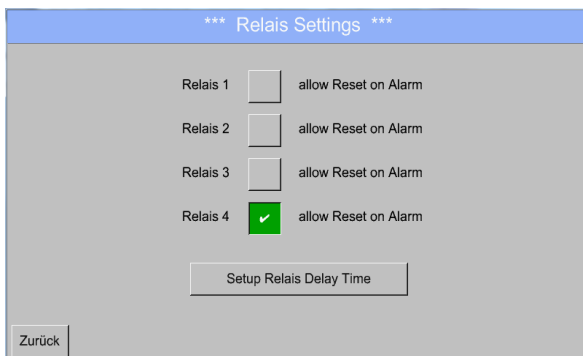 *** Relais Settings ***
Relais 1 allow Reset on Alarm
Relais 2 allow Reset on Alarm
Relais 3 allow Reset on Alarm
Relais 4 ✔ allow Reset on Alarm
Setup Relais Delay Time
Zurück